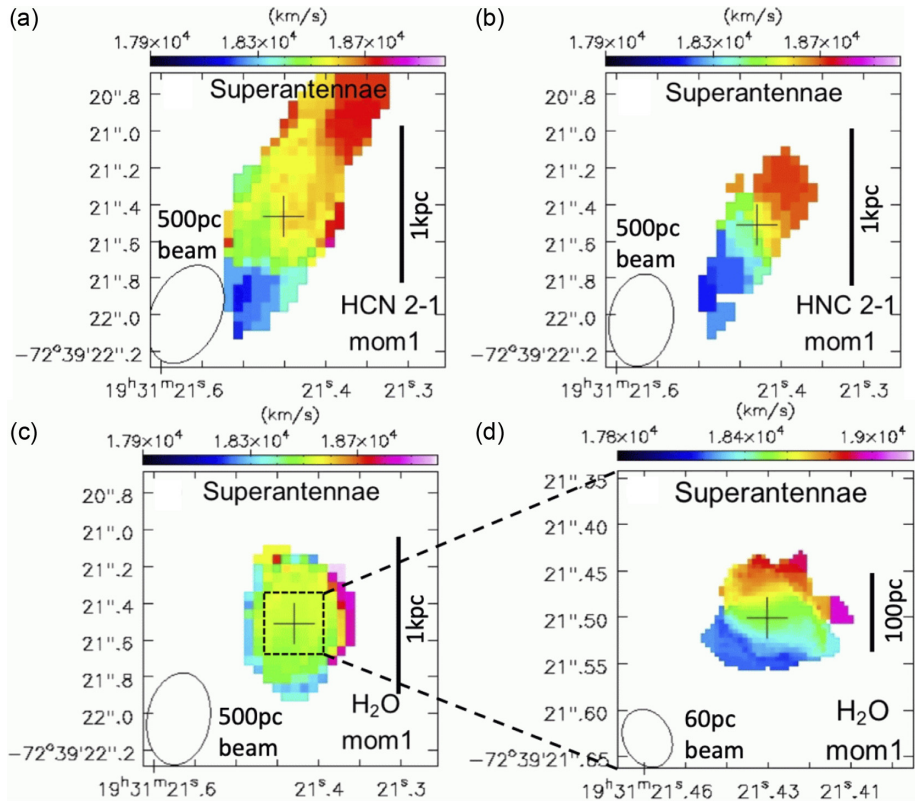 (a)
(km/s)
1.79×10⁴ 1.83×10⁴ 1.87×10⁴
Superantennae
20".8
21".0
21".2
21".4
21".6
21".8
22".0
−72°39'22".2
500pc
beam
1kpc
HCN 2-1
mom1
19ʰ31ᵐ21ˢ.6 21ˢ.4 21ˢ.3
(b)
(km/s)
1.79×10⁴ 1.83×10⁴ 1.87×10⁴
Superantennae
20".8
21".0
21".2
21".4
21".6
21".8
22".0
−72°39'22".2
500pc
beam
1kpc
HNC 2-1
mom1
19ʰ31ᵐ21ˢ.6 21ˢ.4 21ˢ.3
(c)
(km/s)
1.79×10⁴ 1.83×10⁴ 1.87×10⁴
Superantennae
20".8
21".0
21".2
21".4
21".6
21".8
22".0
−72°39'22".2
500pc
beam
1kpc
H₂O
mom1
19ʰ31ᵐ21ˢ.6 21ˢ.4 21ˢ.3
(d)
(km/s)
1.78×10⁴ 1.84×10⁴ 1.9×10⁴
Superantennae
21".35
21".40
21".45
21".50
21".55
21".60
−72°39'21".65
60pc
beam
100pc
H₂O
mom1
19ʰ31ᵐ21ˢ.46 21ˢ.43 21ˢ.41